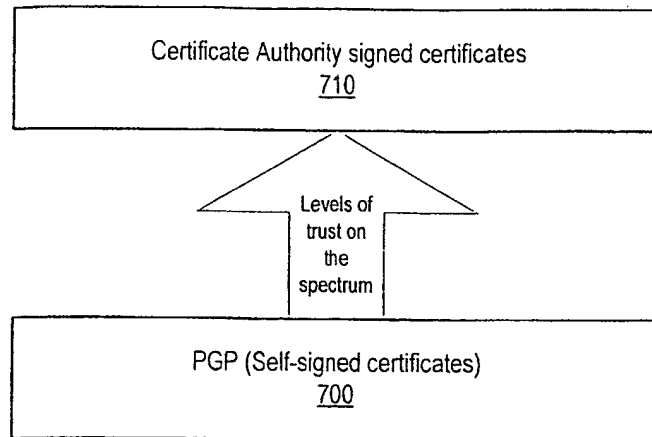 Certificate Authority signed certificates
710
Levels of
trust on
the
spectrum
PGP (Self-signed certificates)
700